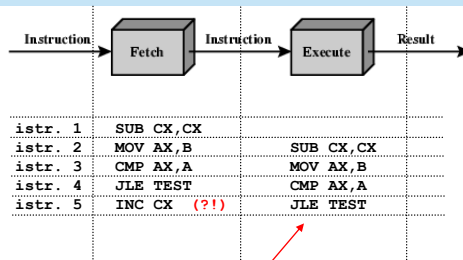 Instruction Fetch Instruction Execute Result
istr. 1 SUB CX,CX
istr. 2 MOV AX,B SUB CX,CX
istr. 3 CMP AX,A MOV AX,B
istr. 4 JLE TEST CMP AX,A
istr. 5 INC CX (?!) JLE TEST